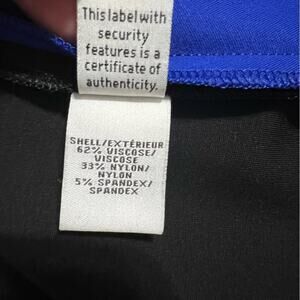 This label with
security
features is a
certificate of
authenticity.
SHELL/EXTÉRIEUR
62% VISCOSE/
VISCOSE
33% NYLON/
NYLON
5% SPANDEX/
SPANDEX